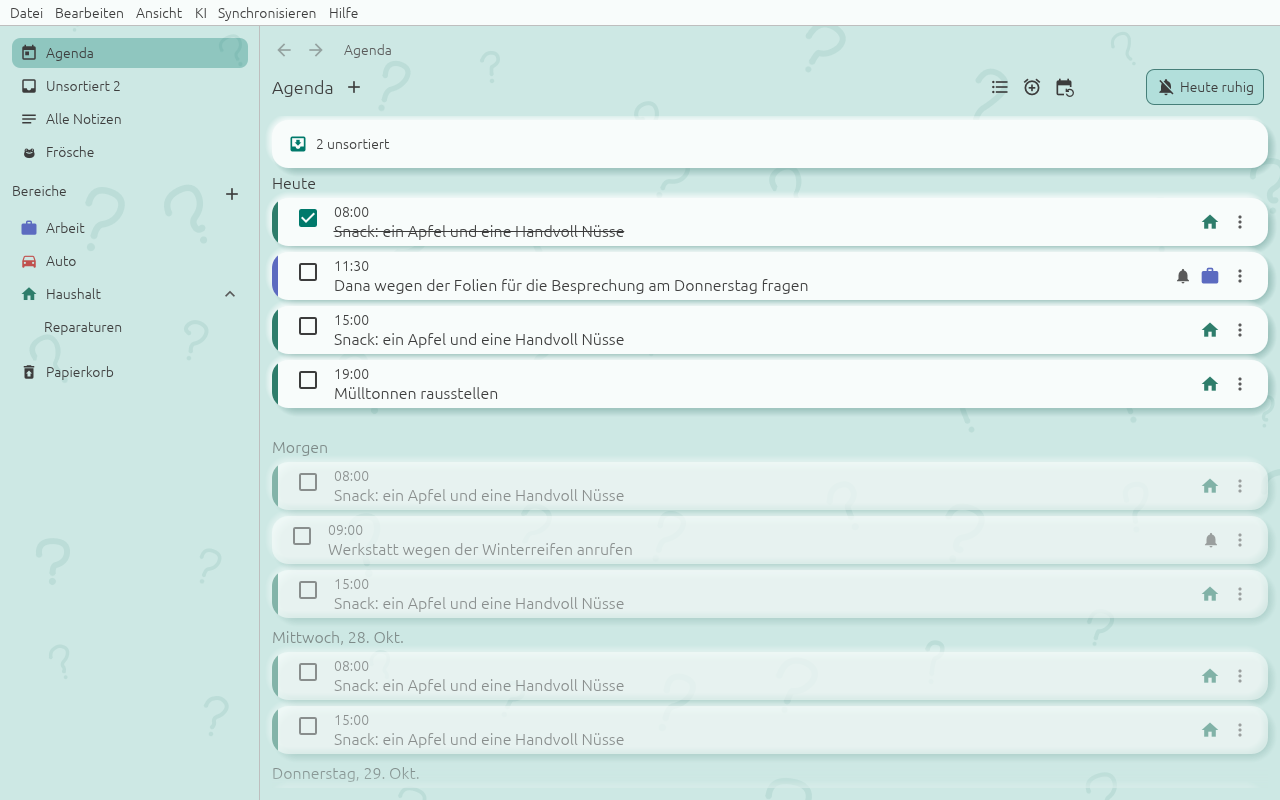 Datei Bearbeiten Ansicht KI Synchronisieren Hilfe
Agenda
Unsortiert 2
Alle Notizen
Frösche
Bereiche
Arbeit
Auto
Haushalt
Reparaturen
Papierkorb
Agenda
Agenda
Heute ruhig
2 unsortiert
Heute
08:00
Snack: ein Apfel und eine Handvoll Nüsse
11:30
Dana wegen der Folien für die Besprechung am Donnerstag fragen
15:00
Snack: ein Apfel und eine Handvoll Nüsse
19:00
Mülltonnen rausstellen
Morgen
08:00
Snack: ein Apfel und eine Handvoll Nüsse
09:00
Werkstatt wegen der Winterreifen anrufen
15:00
Snack: ein Apfel und eine Handvoll Nüsse
Mittwoch, 28. Okt.
08:00
Snack: ein Apfel und eine Handvoll Nüsse
15:00
Snack: ein Apfel und eine Handvoll Nüsse
Donnerstag, 29. Okt.